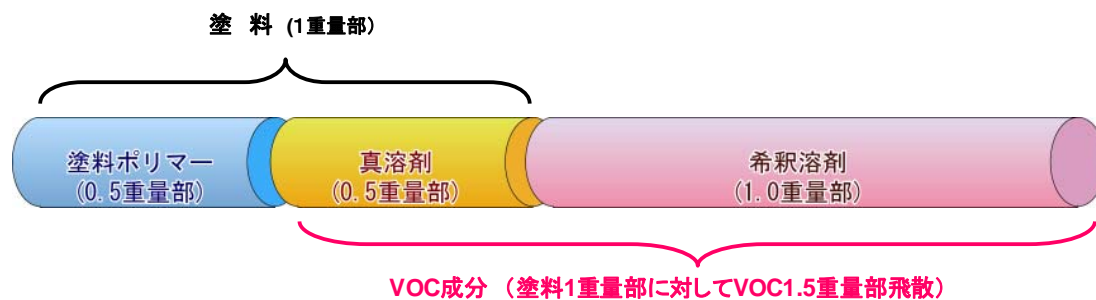 塗 料 (1重量部)
塗料ポリマー
(0.5重量部)
真溶剤
(0.5重量部)
希釈溶剤
(1.0重量部)
VOC成分 (塗料1重量部に対してVOC1.5重量部飛散)